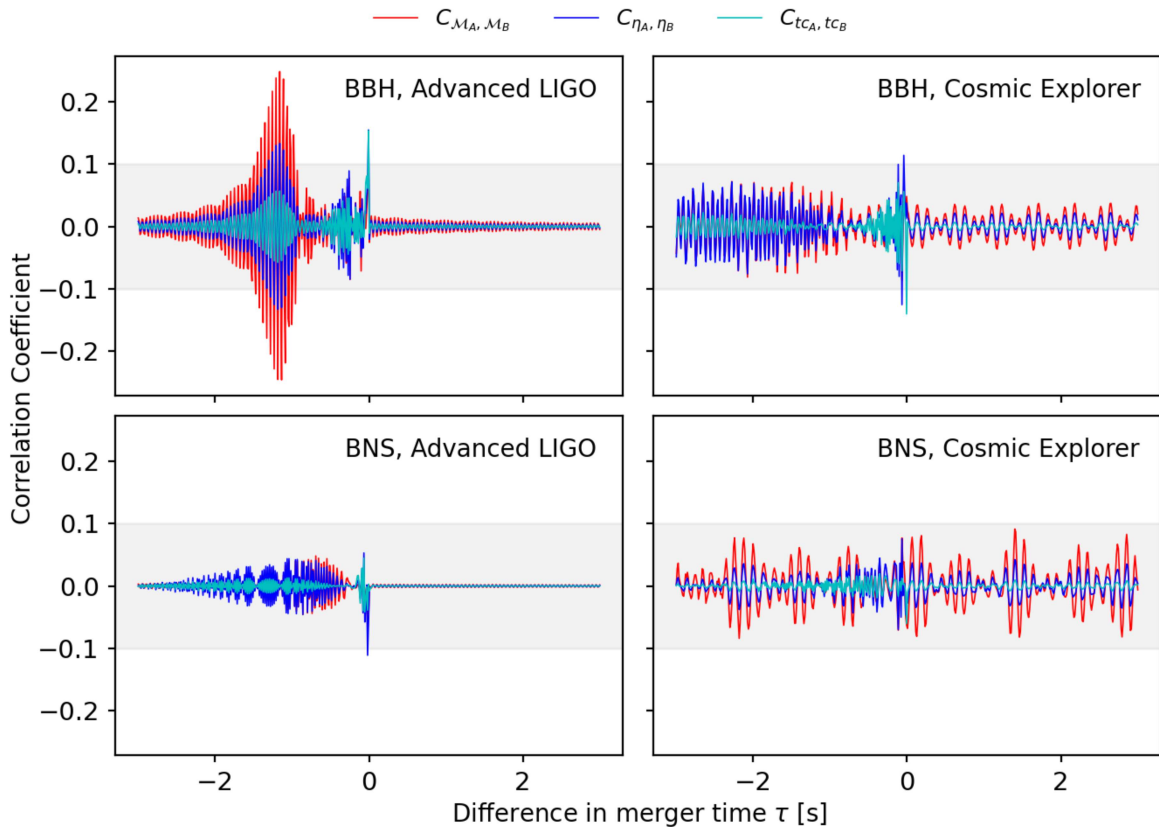 C_{ℳ_A, ℳ_B} C_{η_A, η_B} C_{tc_A, tc_B}
BBH, Advanced LIGO
BBH, Cosmic Explorer
0.2
0.1
0.0
−0.1
−0.2
BNS, Advanced LIGO
BNS, Cosmic Explorer
0.2
0.1
0.0
−0.1
−0.2
Correlation Coefficient
−2 0 2
−2 0 2
Difference in merger time τ [s]